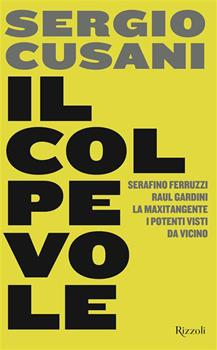 SERGIO
CUSANI
IL
COL
PE
VO
LE
SERAFINO FERRUZZI
RAUL GARDINI
LA MAXITANGENTE
I POTENTI VISTI
DA VICINO
Rizzoli